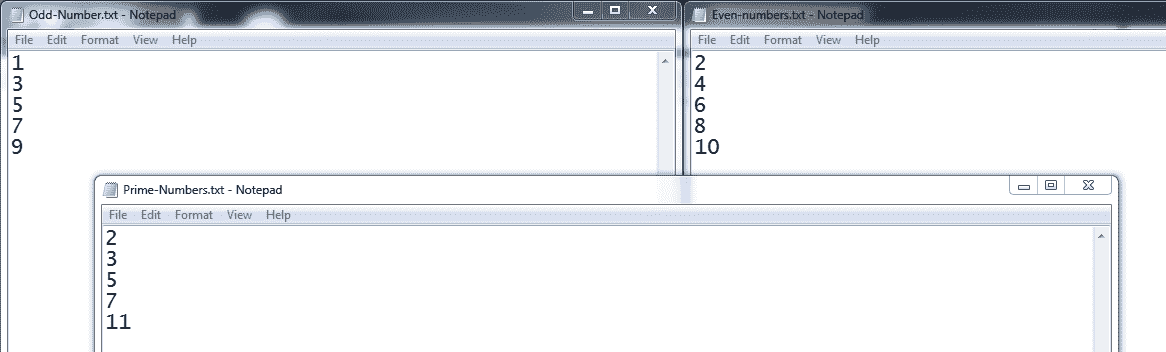 Odd-Number.txt - Notepad
File Edit Format View Help
1
3
5
7
9
Even-numbers.txt - Notepad
File Edit Format View Help
2
4
6
8
10
Prime-Numbers.txt - Notepad
File Edit Format View Help
2
3
5
7
11